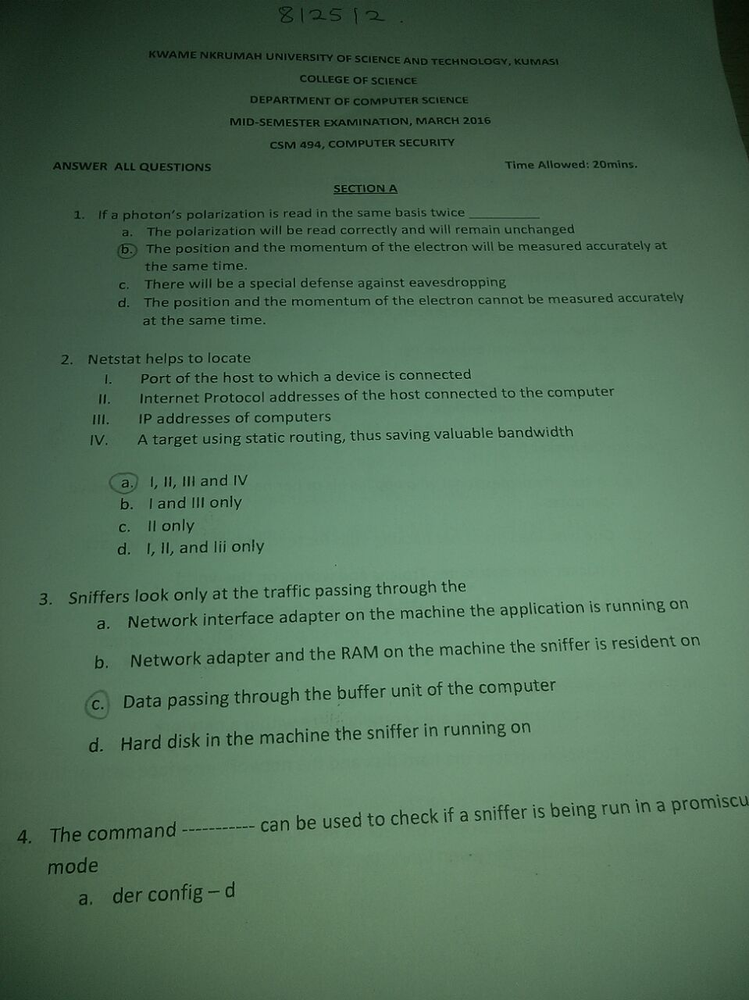 812512.
KWAME NKRUMAH UNIVERSITY OF SCIENCE AND TECHNOLOGY, KUMASI
COLLEGE OF SCIENCE
DEPARTMENT OF COMPUTER SCIENCE
MID-SEMESTER EXAMINATION, MARCH 2016
CSM 494, COMPUTER SECURITY
ANSWER ALL QUESTIONS Time Allowed: 20mins.
SECTION A
1. If a photon's polarization is read in the same basis twice __________
a. The polarization will be read correctly and will remain unchanged
b. The position and the momentum of the electron will be measured accurately at
the same time.
c. There will be a special defense against eavesdropping
d. The position and the momentum of the electron cannot be measured accurately
at the same time.
2. Netstat helps to locate
I. Port of the host to which a device is connected
II. Internet Protocol addresses of the host connected to the computer
III. IP addresses of computers
IV. A target using static routing, thus saving valuable bandwidth
a. I, II, III and IV
b. I and III only
c. II only
d. I, II, and Iii only
3. Sniffers look only at the traffic passing through the
a. Network interface adapter on the machine the application is running on
b. Network adapter and the RAM on the machine the sniffer is resident on
c. Data passing through the buffer unit of the computer
d. Hard disk in the machine the sniffer in running on
4. The command ----------- can be used to check if a sniffer is being run in a promiscu
mode
a. der config – d